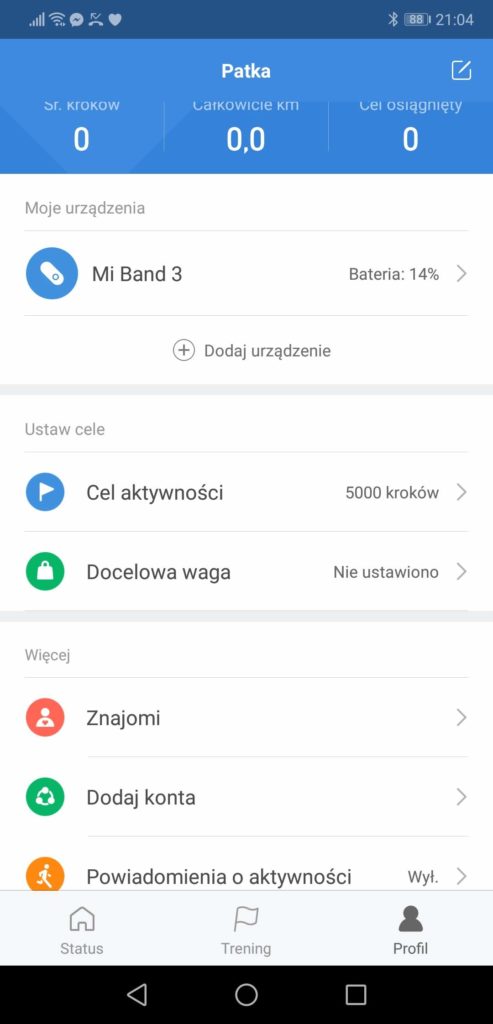 88 21:04
Patka
Śr. kroków Całkowicie km Cel osiągnięty
0 0,0 0
Moje urządzenia
Mi Band 3 Bateria: 14%
Dodaj urządzenie
Ustaw cele
Cel aktywności 5000 kroków
Docelowa waga Nie ustawiono
Więcej
Znajomi
Dodaj konta
Powiadomienia o aktywności Wył.
Status Trening Profil